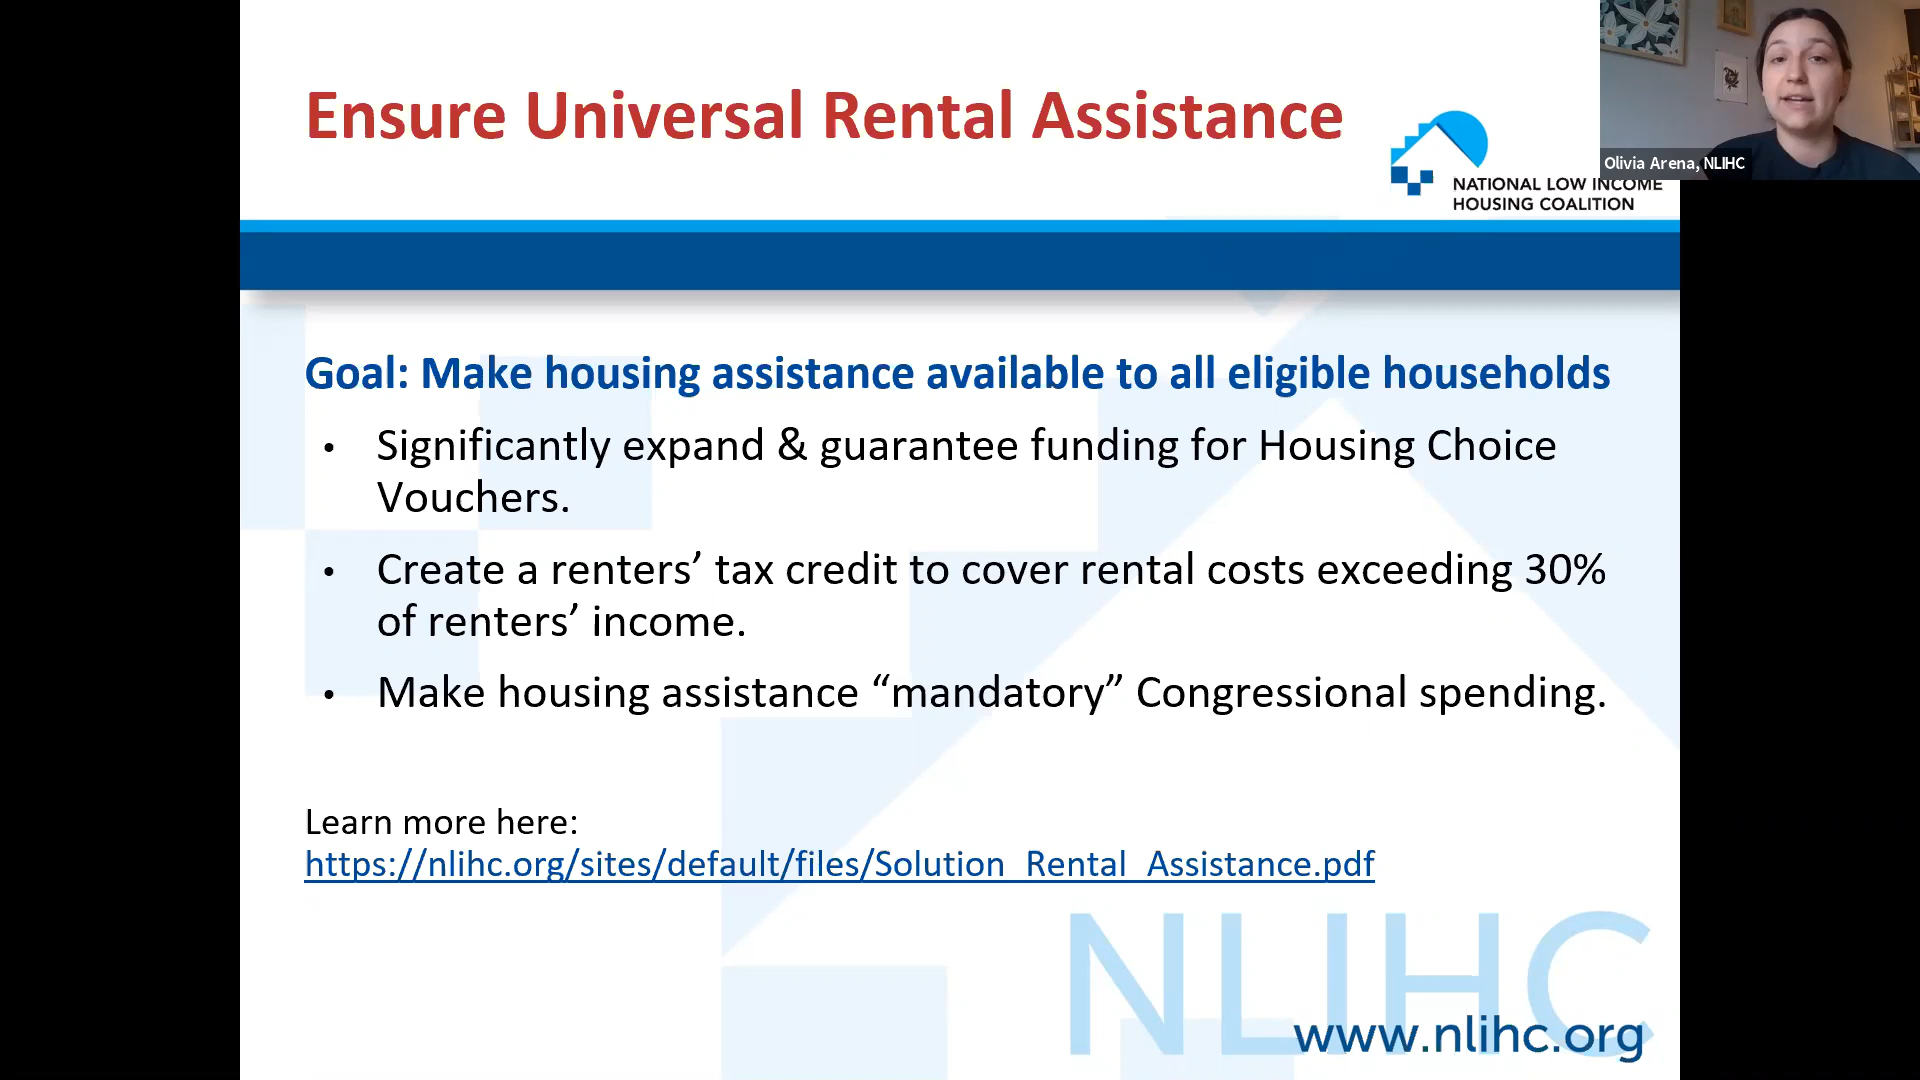 Ensure Universal Rental Assistance
NATIONAL LOW INCOME
HOUSING COALITION
Olivia Arena, NLIHC
Goal: Make housing assistance available to all eligible households
• Significantly expand & guarantee funding for Housing Choice
Vouchers.
• Create a renters’ tax credit to cover rental costs exceeding 30%
of renters’ income.
• Make housing assistance “mandatory” Congressional spending.
Learn more here:
https://nlihc.org/sites/default/files/Solution_Rental_Assistance.pdf
NLIHC
www.nlihc.org